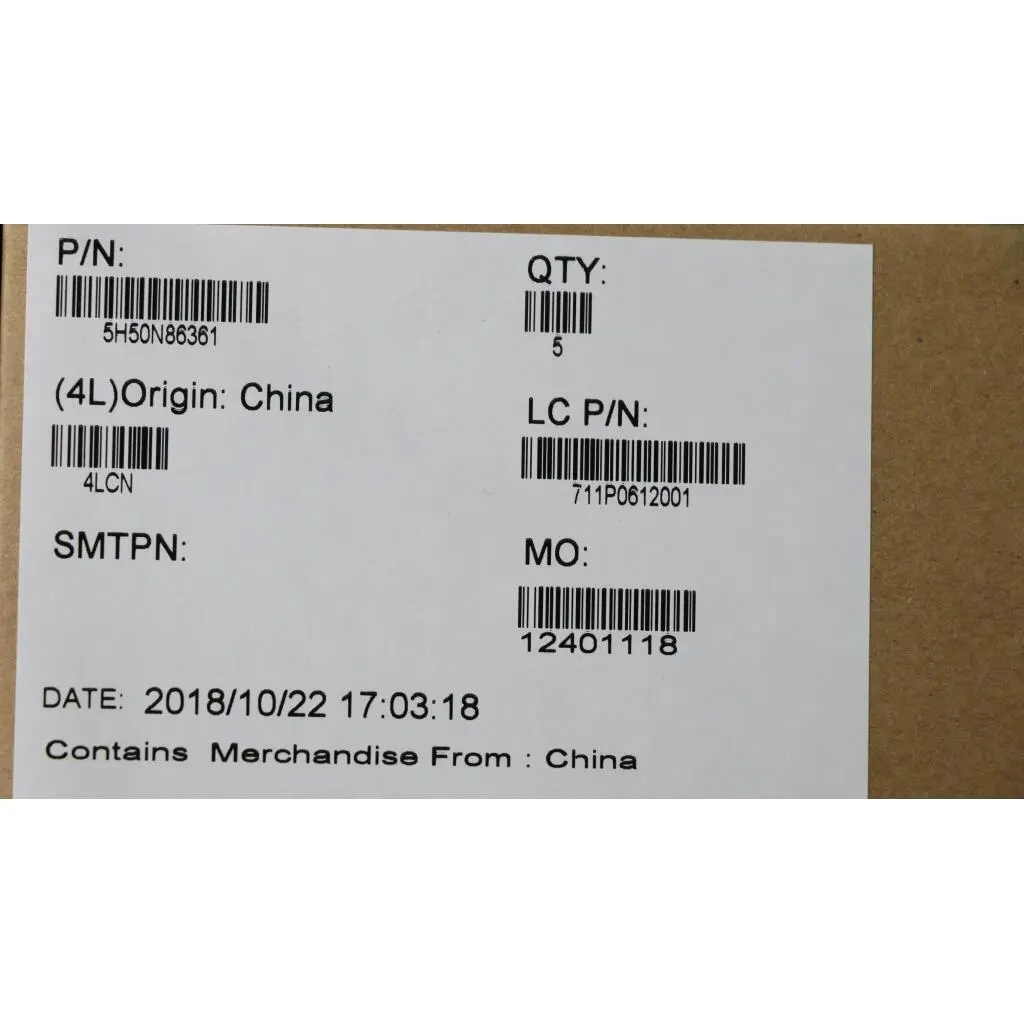 P/N:
5H50N86361
QTY:
5
(4L)Origin: China
4LCN
LC P/N:
711P0612001
SMTPN:
MO:
12401118
DATE: 2018/10/22 17:03:18
Contains Merchandise From : China